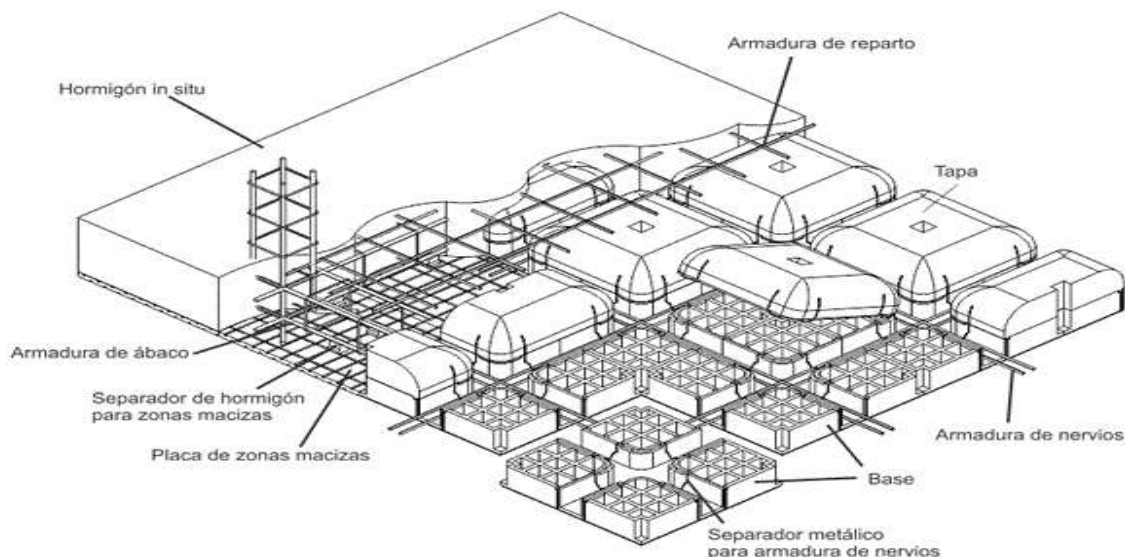 Armadura de reparto
Hormigón in situ
Tapa
Armadura de ábaco
Separador de hormigón
para zonas macizas
Placa de zonas macizas
Armadura de nervios
Base
Separador metálico
para armadura de nervios